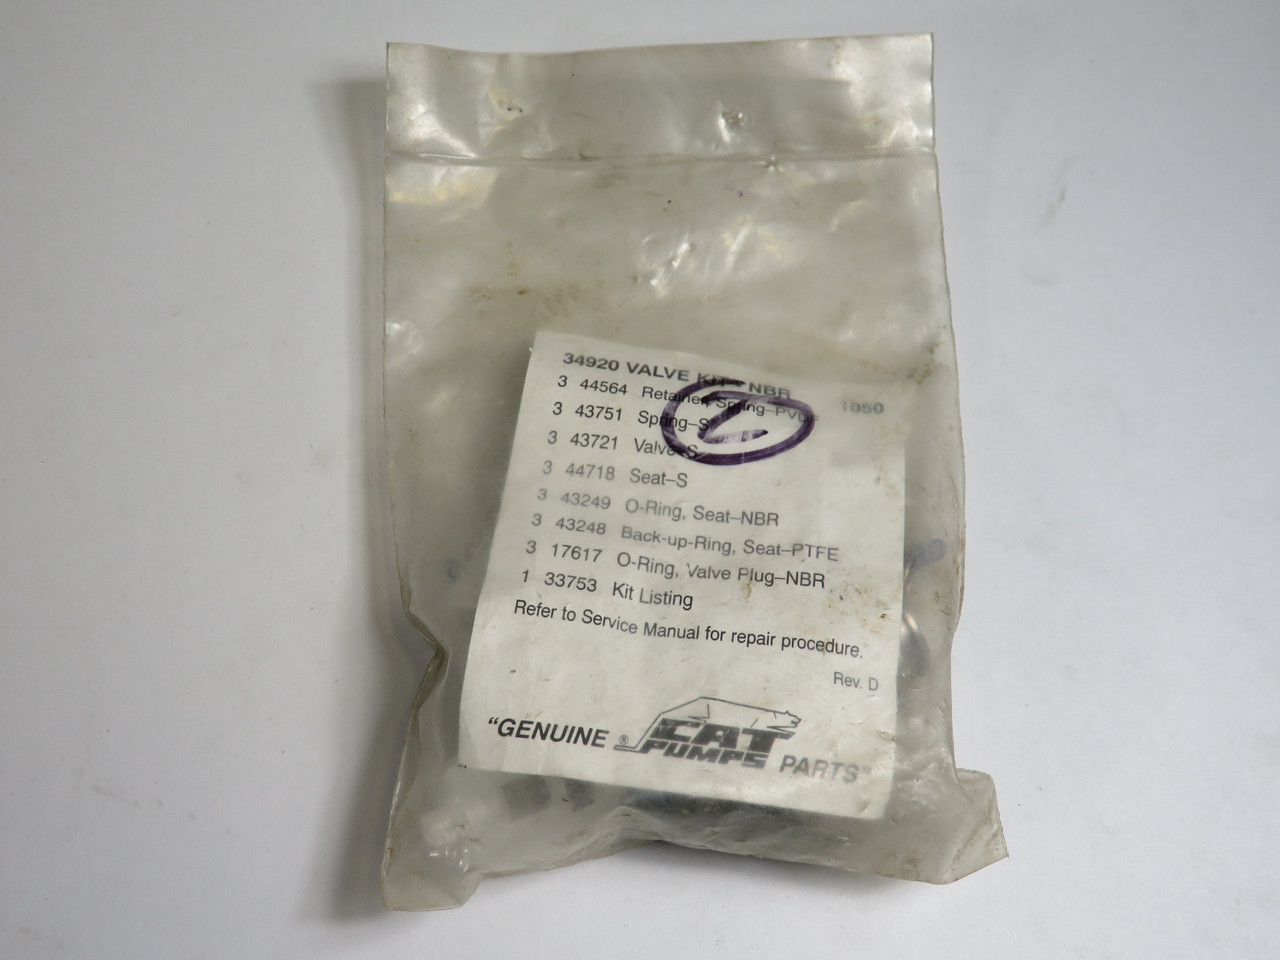 34920 VALVE KIT – NBR 1050
3 44564 Retainer, Spring–PVDF
3 43751 Spring–S
3 43721 Valve–S
3 44718 Seat–S
3 43249 O-Ring, Seat–NBR
3 43248 Back-up-Ring, Seat–PTFE
3 17617 O-Ring, Valve Plug–NBR
1 33753 Kit Listing
Refer to Service Manual for repair procedure.
Rev. D
"GENUINE ® CAT PUMPS PARTS"